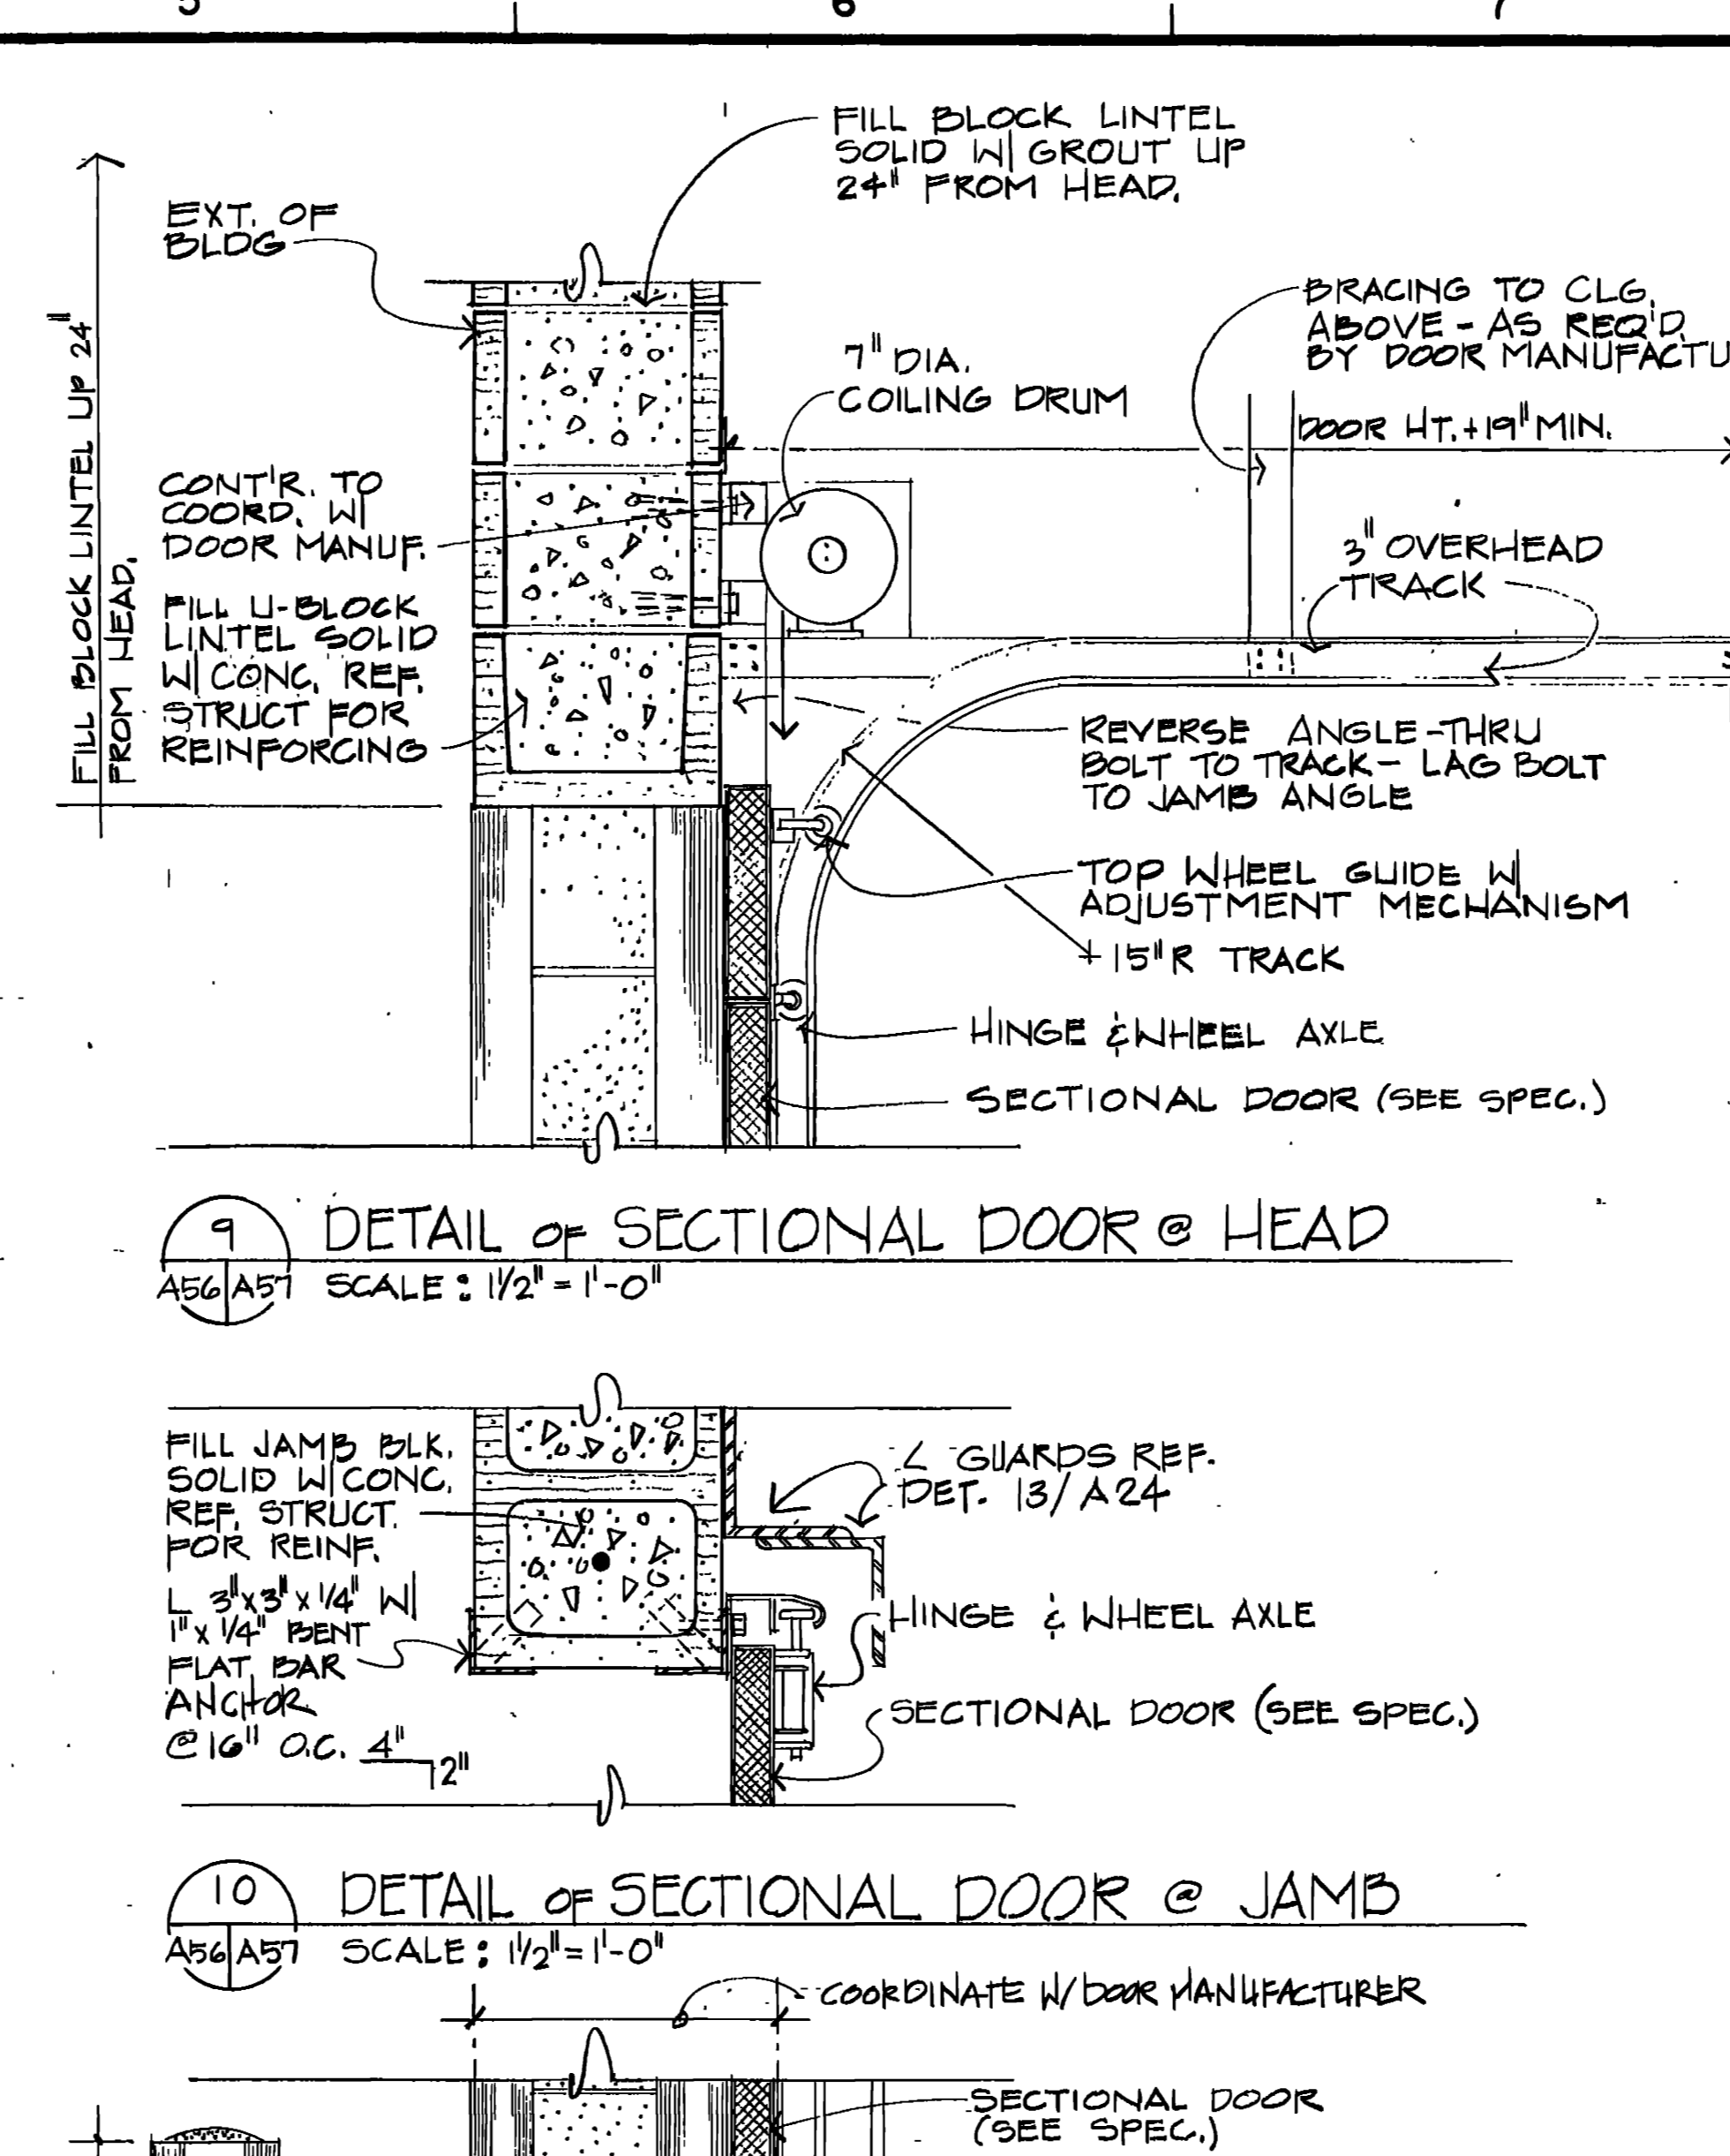 5 6 7
FILL BLOCK LINTEL
SOLID W/ GROUT UP
24" FROM HEAD.
EXT. OF
BLDG
FILL BLOCK LINTEL UP 24"
FROM HEAD.
BRACING TO CLG.
ABOVE - AS REQ'D.
BY DOOR MANUFACTU
7" DIA.
COILING DRUM
DOOR HT. + 19" MIN.
CONT'R. TO
COORD. W/
DOOR MANUF.
3" OVERHEAD
TRACK
FILL U-BLOCK
LINTEL SOLID
W/ CONC. REF.
STRUCT FOR
REINFORCING
REVERSE ANGLE-THRU
BOLT TO TRACK - LAG BOLT
TO JAMB ANGLE
TOP WHEEL GUIDE W/
ADJUSTMENT MECHANISM
15"R TRACK
HINGE & WHEEL AXLE
SECTIONAL DOOR (SEE SPEC.)
9 DETAIL OF SECTIONAL DOOR @ HEAD
A56 A57 SCALE: 1 1/2" = 1'-0"
FILL JAMB BLK.
SOLID W/ CONC.
REF. STRUCT.
FOR REINF.
L 3"x3"x1/4" W/
1"x1/4" BENT
FLAT BAR
ANCHOR
@ 16" O.C. 4"
2"
∠ GUARDS REF.
DET. 13/A24
HINGE & WHEEL AXLE
SECTIONAL DOOR (SEE SPEC.)
10 DETAIL OF SECTIONAL DOOR @ JAMB
A56 A57 SCALE: 1 1/2" = 1'-0"
COORDINATE W/ DOOR MANUFACTURER
SECTIONAL DOOR
(SEE SPEC.)